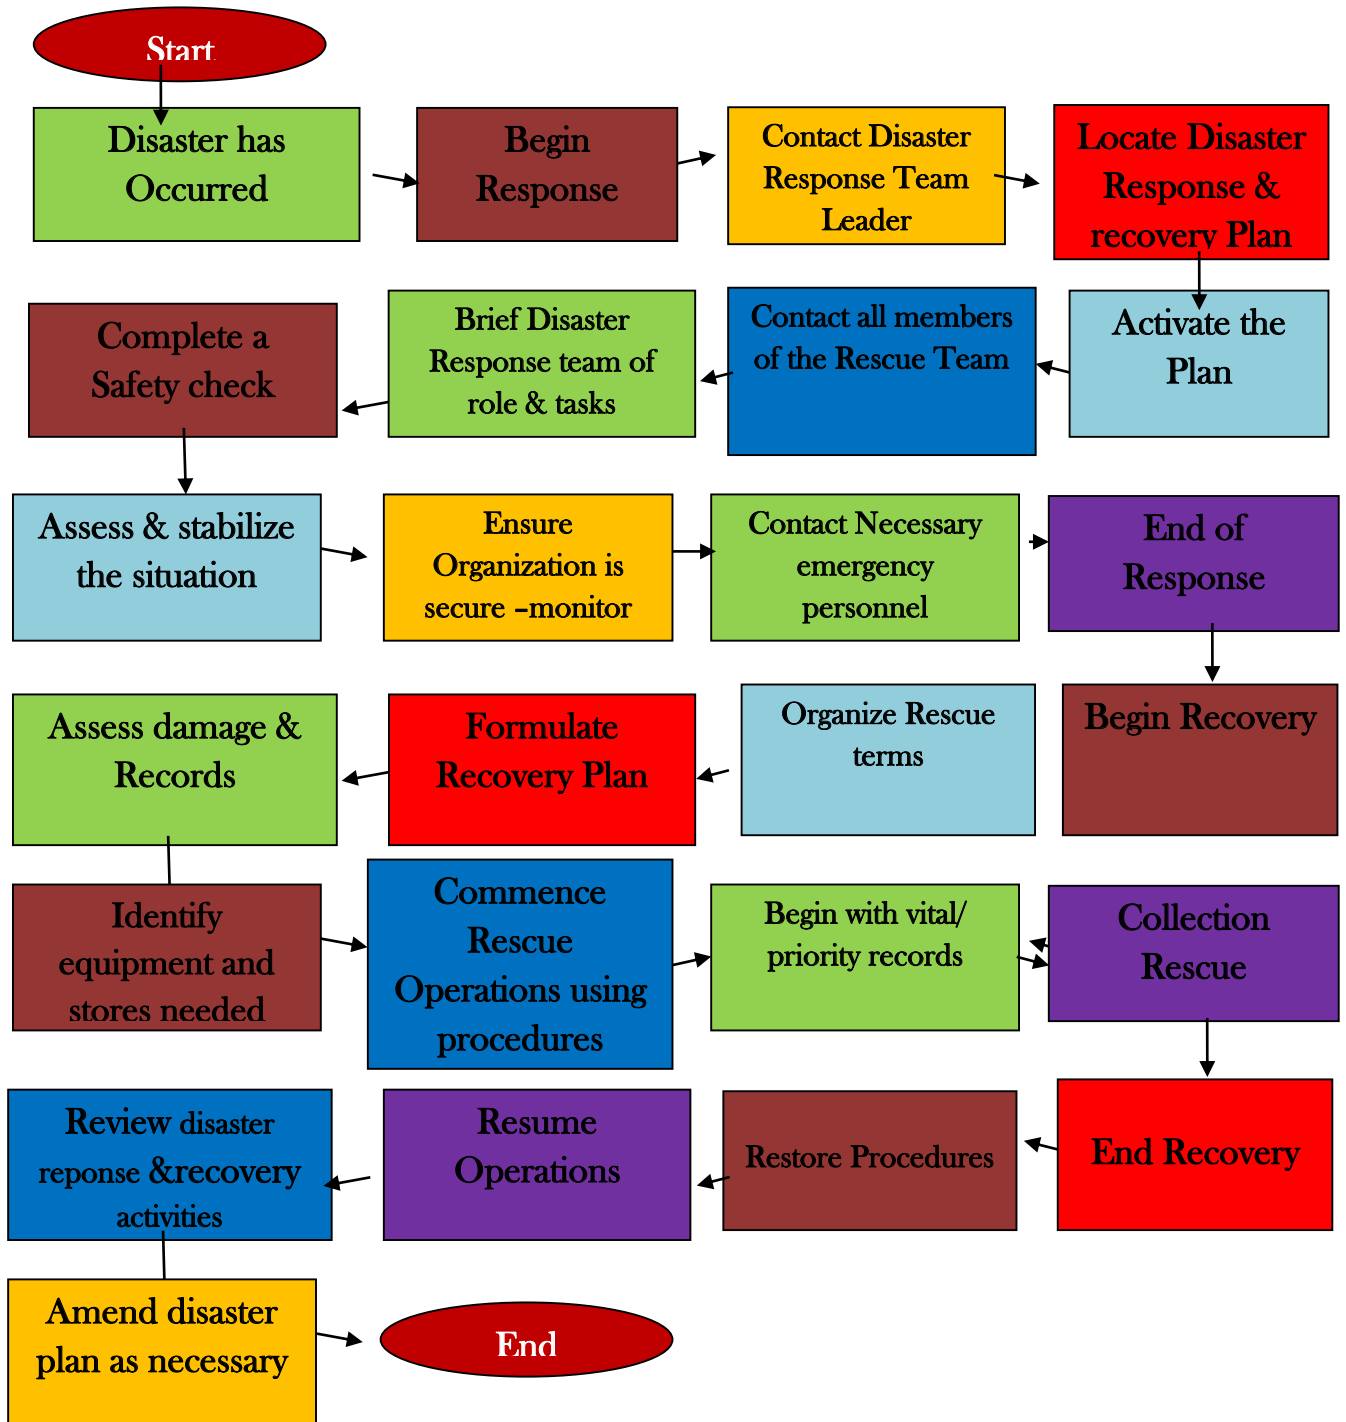 Start
Disaster has
Occurred
Begin
Response
Contact Disaster
Response Team
Leader
Locate Disaster
Response &
recovery Plan
Complete a
Safety check
Brief Disaster
Response team of
role & tasks
Contact all members
of the Rescue Team
Activate the
Plan
Assess & stabilize
the situation
Ensure
Organization is
secure –monitor
Contact Necessary
emergency
personnel
End of
Response
Assess damage &
Records
Formulate
Recovery Plan
Organize Rescue
terms
Begin Recovery
Identify
equipment and
stores needed
Commence
Rescue
Operations using
procedures
Begin with vital/
priority records
Collection
Rescue
Review disaster
reponse &recovery
activities
Resume
Operations
Restore Procedures
End Recovery
Amend disaster
plan as necessary
End